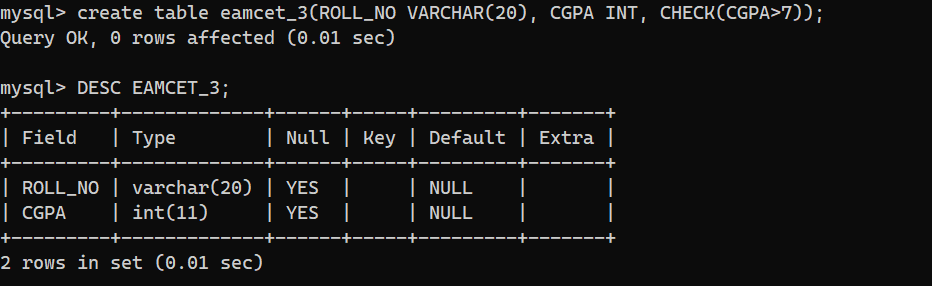 mysql> create table eamcet_3(ROLL_NO VARCHAR(20), CGPA INT, CHECK(CGPA>7));
Query OK, 0 rows affected (0.01 sec)
mysql> DESC EAMCET_3;
+---------+-------------+------+-----+---------+-------+
| Field   | Type        | Null | Key | Default | Extra |
+---------+-------------+------+-----+---------+-------+
| ROLL_NO | varchar(20) | YES  |     | NULL    |       |
| CGPA    | int(11)     | YES  |     | NULL    |       |
+---------+-------------+------+-----+---------+-------+
2 rows in set (0.01 sec)